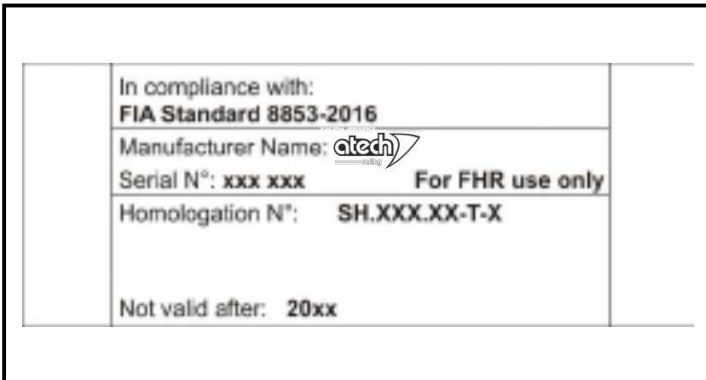 In compliance with:
FIA Standard 8853-2016
Manufacturer Name: atech
racing
Serial N°: xxx xxx For FHR use only
Homologation N°: SH.XXX.XX-T-X
Not valid after: 20xx